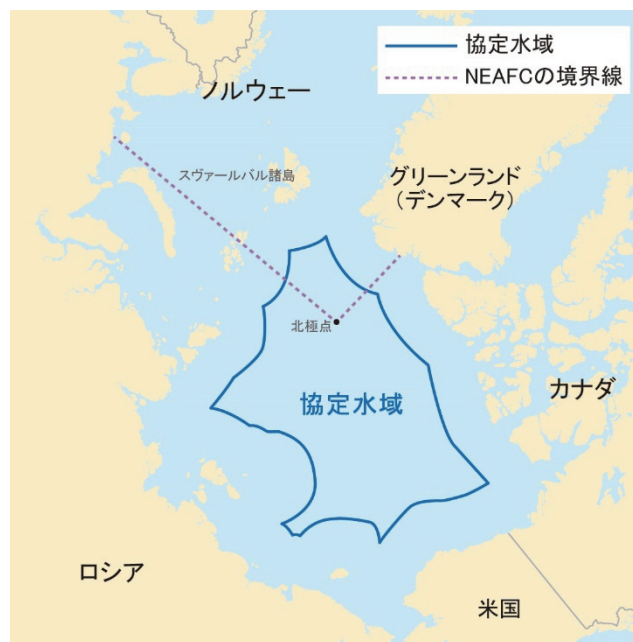 協定水域
NEAFCの境界線
ノルウェー
スヴァールバル諸島
グリーンランド
（デンマーク）
北極点
協定水域
カナダ
ロシア
米国